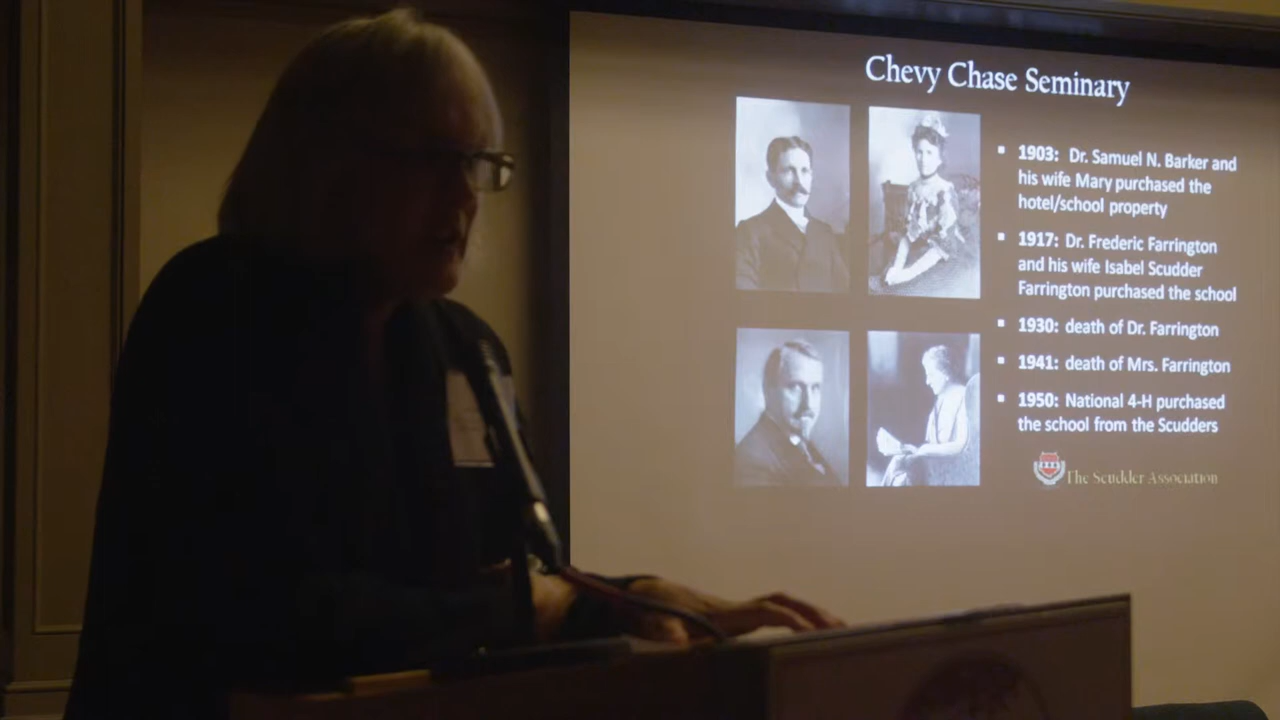 Chevy Chase Seminary
▪ 1903: Dr. Samuel N. Barker and
his wife Mary purchased the
hotel/school property
▪ 1917: Dr. Frederic Farrington
and his wife Isabel Scudder
Farrington purchased the school
▪ 1930: death of Dr. Farrington
▪ 1941: death of Mrs. Farrington
▪ 1950: National 4-H purchased
the school from the Scudders
The Scudder Association